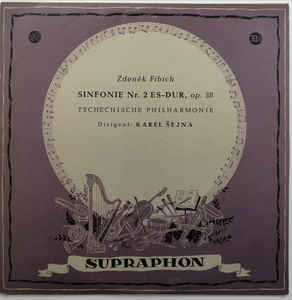 Zdeněk Fibich
SINFONIE Nr. 2 ES-DUR, op. 38
TSCHECHISCHE PHILHARMONIE
Dirigent: KAREL ŠEJNA
SUPRAPHON